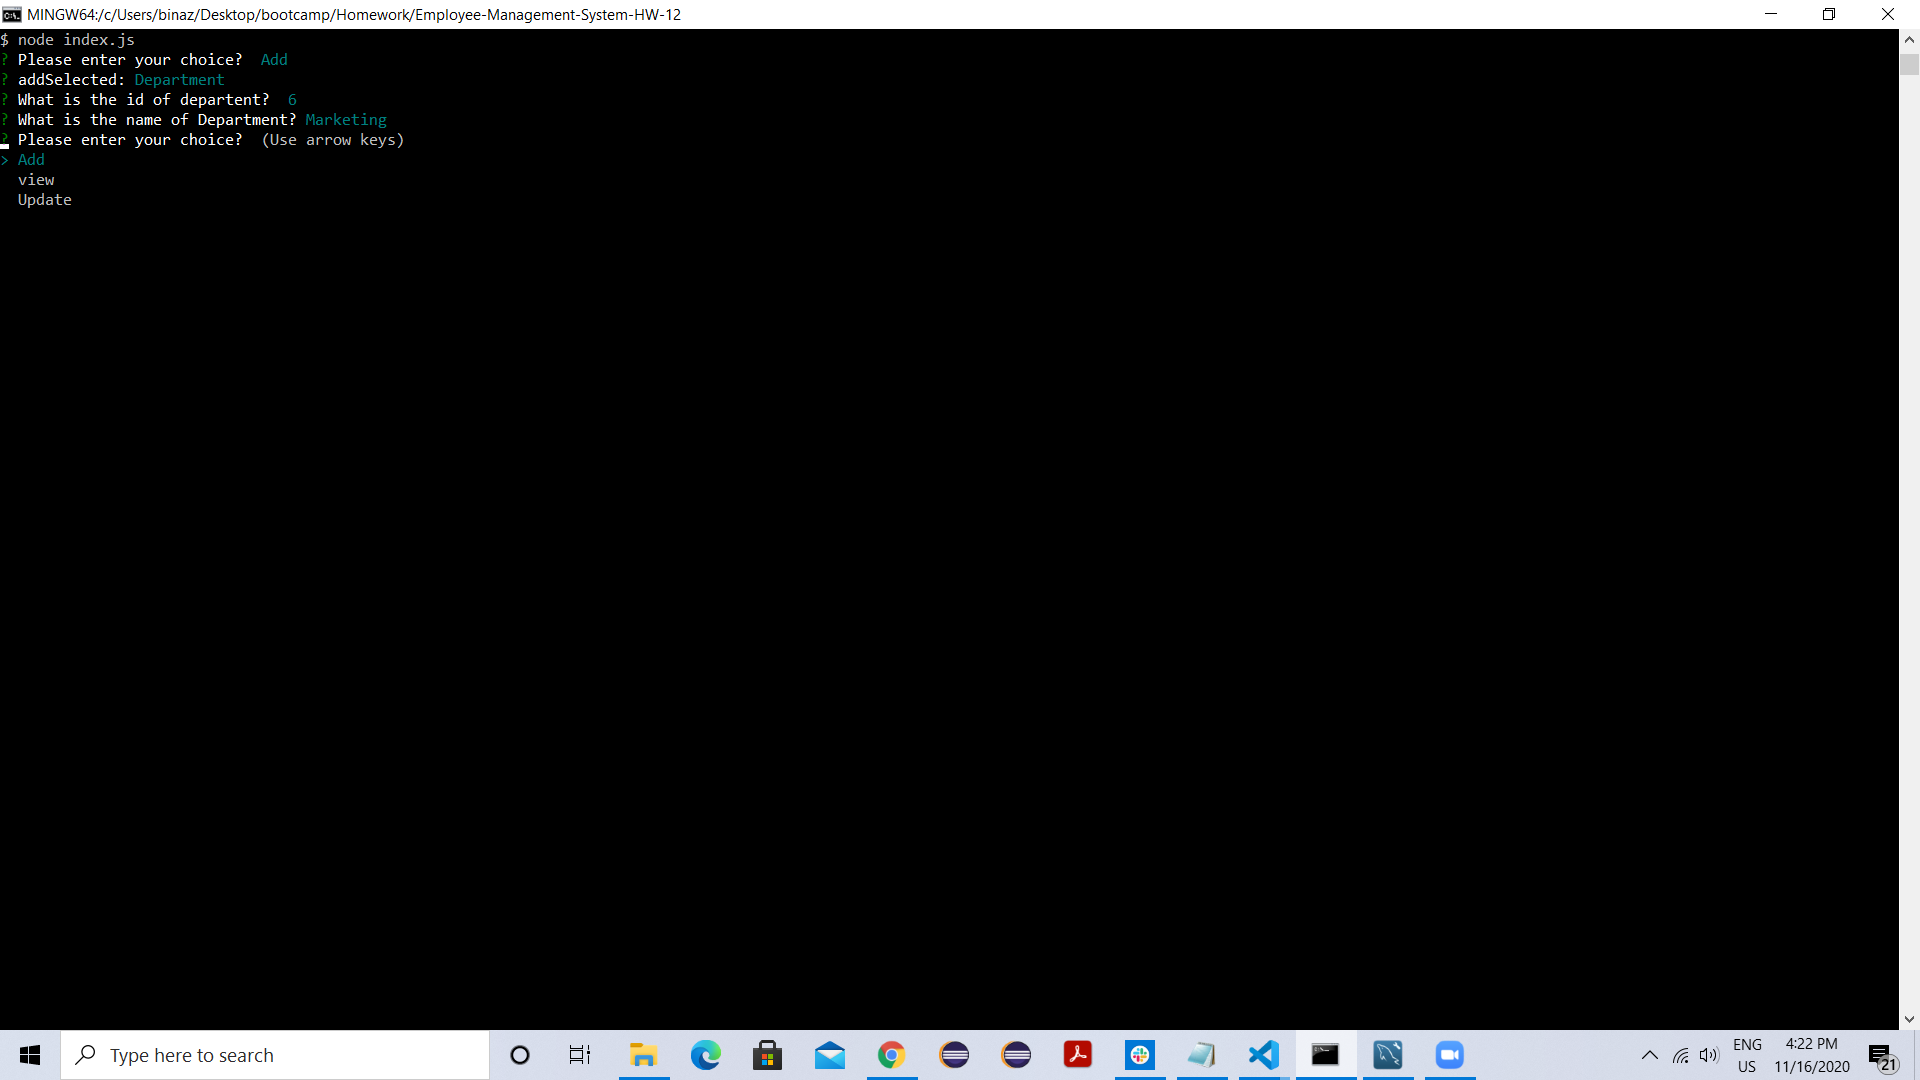 MINGW64:/c/Users/binaz/Desktop/bootcamp/Homework/Employee-Management-System-HW-12
$ node index.js
? Please enter your choice?  Add
? addSelected: Department
? What is the id of departent?  6
? What is the name of Department? Marketing
? Please enter your choice?  (Use arrow keys)
> Add
  view
  Update
Type here to search
ENG
US
4:22 PM
11/16/2020
21